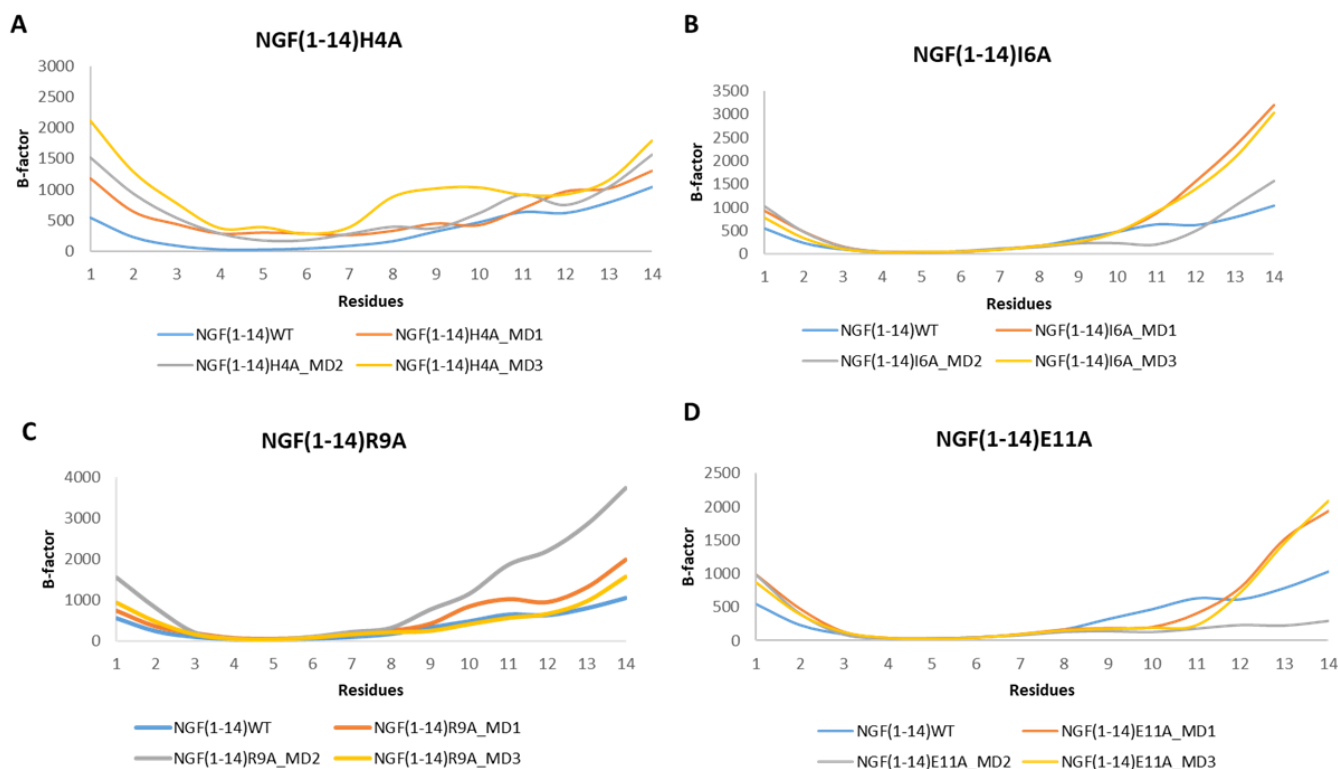 A
NGF(1-14)H4A
3000
2500
2000
1500
1000
500
0
B-factor
1 2 3 4 5 6 7 8 9 10 11 12 13 14
Residues
NGF(1-14)WT NGF(1-14)H4A_MD1
NGF(1-14)H4A_MD2 NGF(1-14)H4A_MD3
B
NGF(1-14)I6A
3500
3000
2500
2000
1500
1000
500
0
B-factor
1 2 3 4 5 6 7 8 9 10 11 12 13 14
Residues
NGF(1-14)WT NGF(1-14)I6A_MD1
NGF(1-14)I6A_MD2 NGF(1-14)I6A_MD3
C
NGF(1-14)R9A
4000
3000
2000
1000
0
B-factor
1 2 3 4 5 6 7 8 9 10 11 12 13 14
Residues
NGF(1-14)WT NGF(1-14)R9A_MD1
NGF(1-14)R9A_MD2 NGF(1-14)R9A_MD3
D
NGF(1-14)E11A
2500
2000
1500
1000
500
0
B-factor
1 2 3 4 5 6 7 8 9 10 11 12 13 14
Residues
NGF(1-14)WT NGF(1-14)E11A_MD1
NGF(1-14)E11A_MD2 NGF(1-14)E11A_MD3